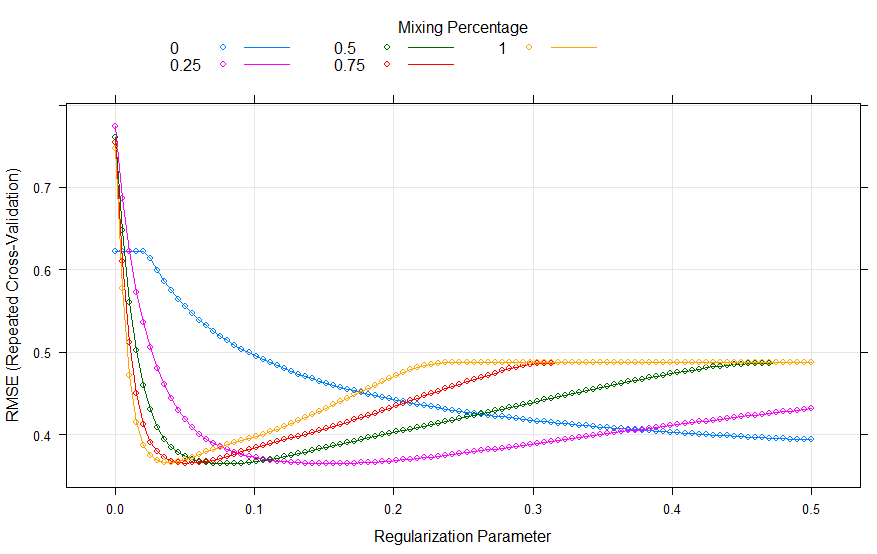 Mixing Percentage
0 0.5 1
0.25 0.75
RMSE (Repeated Cross-Validation)
0.7
0.6
0.5
0.4
0.0 0.1 0.2 0.3 0.4 0.5
Regularization Parameter